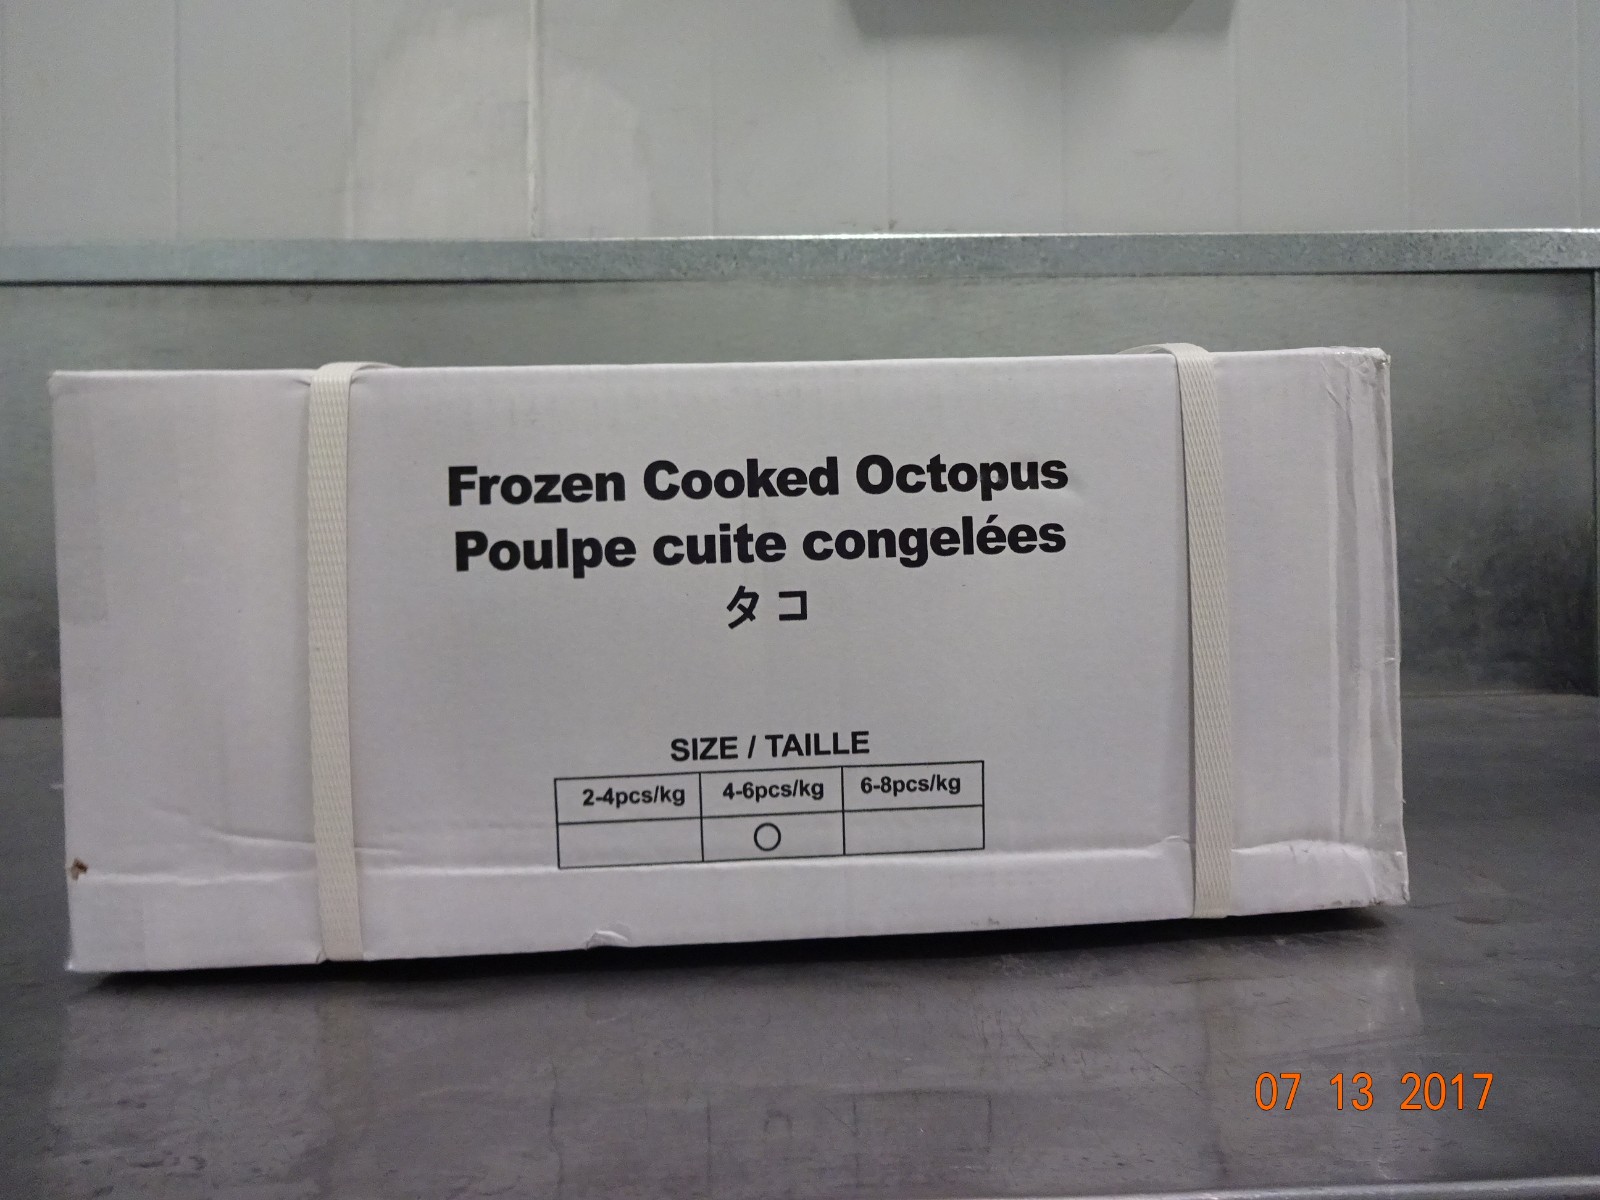 Frozen Cooked Octopus
Poulpe cuite congelées
タコ
SIZE / TAILLE
2-4pcs/kg 4-6pcs/kg 6-8pcs/kg
○
07 13 2017